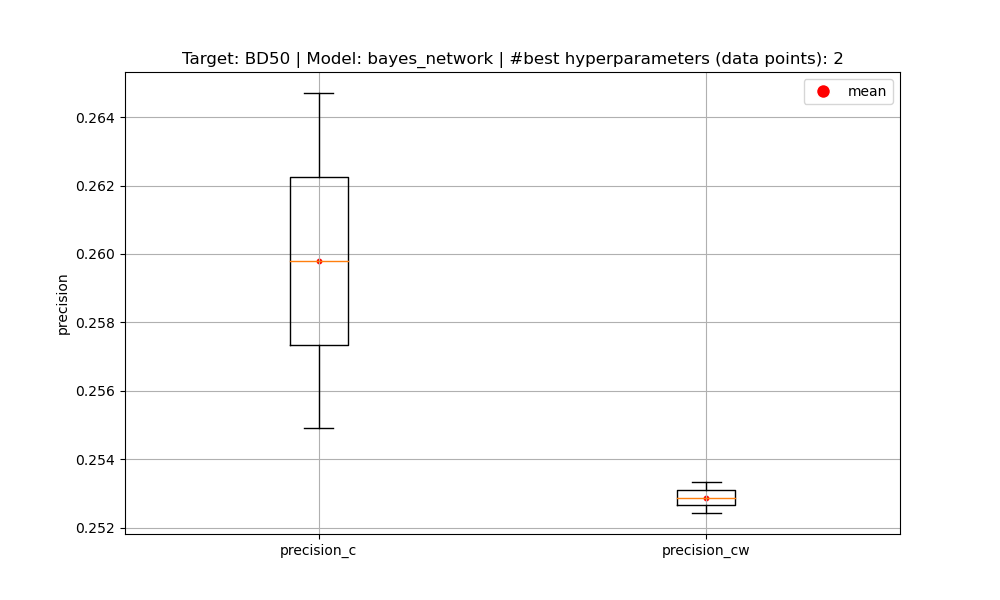 Target: BD50 | Model: bayes_network | #best hyperparameters (data points): 2
mean
precision
0.264
0.262
0.260
0.258
0.256
0.254
0.252
precision_c
precision_cw